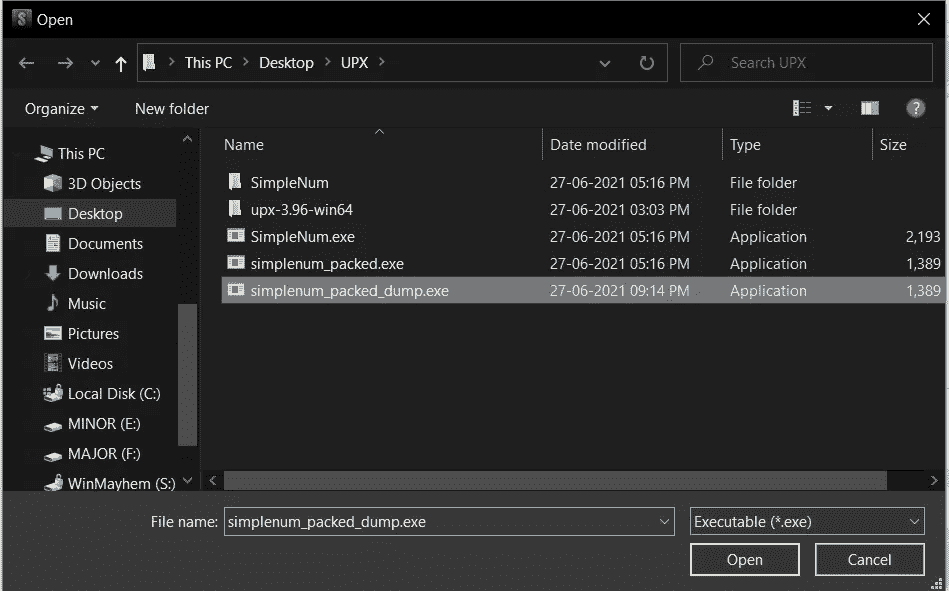 Open
This PC > Desktop > UPX >
Search UPX
Organize
New folder
?
This PC
3D Objects
Desktop
Documents
Downloads
Music
Pictures
Videos
Local Disk (C:)
MINOR (E:)
MAJOR (F:)
WinMayhem (S:)
Name Date modified Type Size
SimpleNum 27-06-2021 05:16 PM File folder
upx-3.96-win64 27-06-2021 03:03 PM File folder
SimpleNum.exe 27-06-2021 05:16 PM Application 2,193
simplenum_packed.exe 27-06-2021 05:16 PM Application 1,389
simplenum_packed_dump.exe 27-06-2021 09:14 PM Application 1,389
File name: simplenum_packed_dump.exe
Executable (*.exe)
Open Cancel